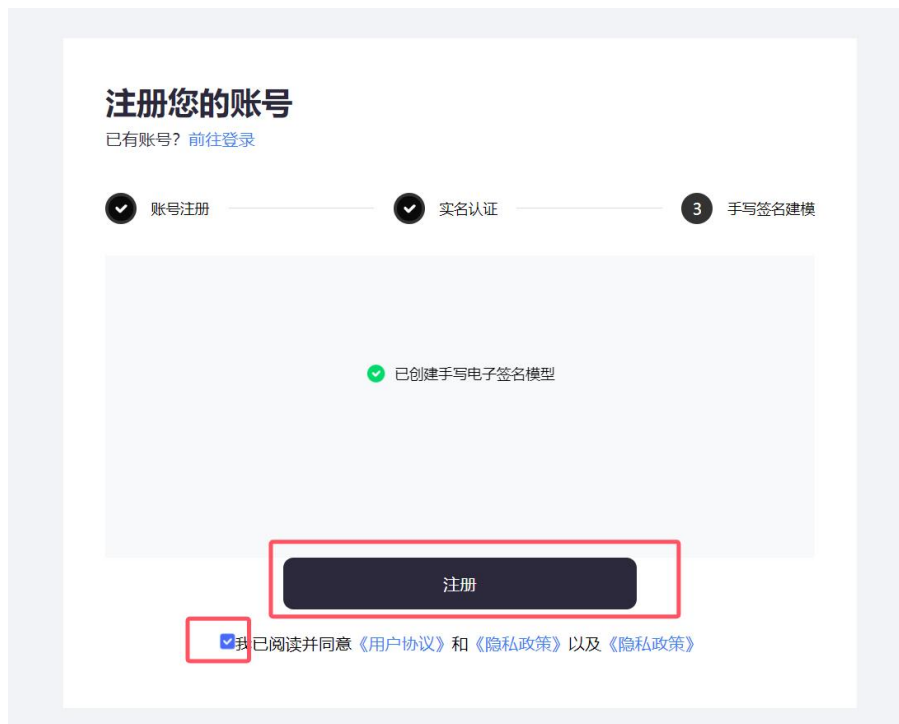 注册您的账号
已有账号？前往登录
账号注册
实名认证
3 手写签名建模
已创建手写电子签名模型
注册
我已阅读并同意《用户协议》和《隐私政策》以及《隐私政策》